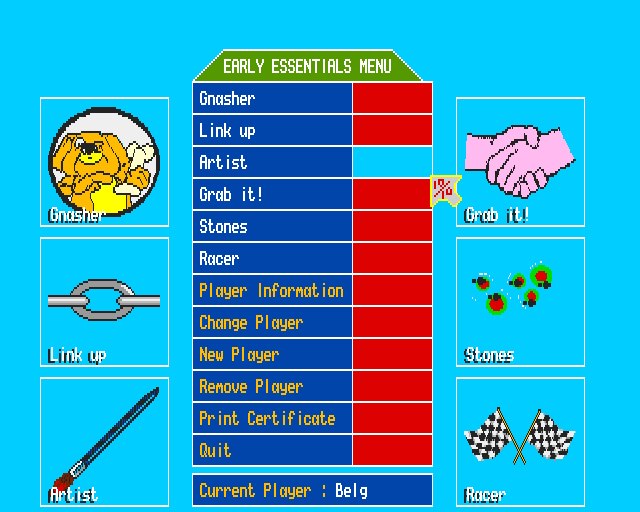 EARLY ESSENTIALS MENU
Gnasher
Link up
Artist
Grab it!
Stones
Racer
Player Information
Change Player
New Player
Remove Player
Print Certificate
Quit
Current Player : Belg
Gnasher
Link up
Artist
1%
Grab it!
Stones
Racer